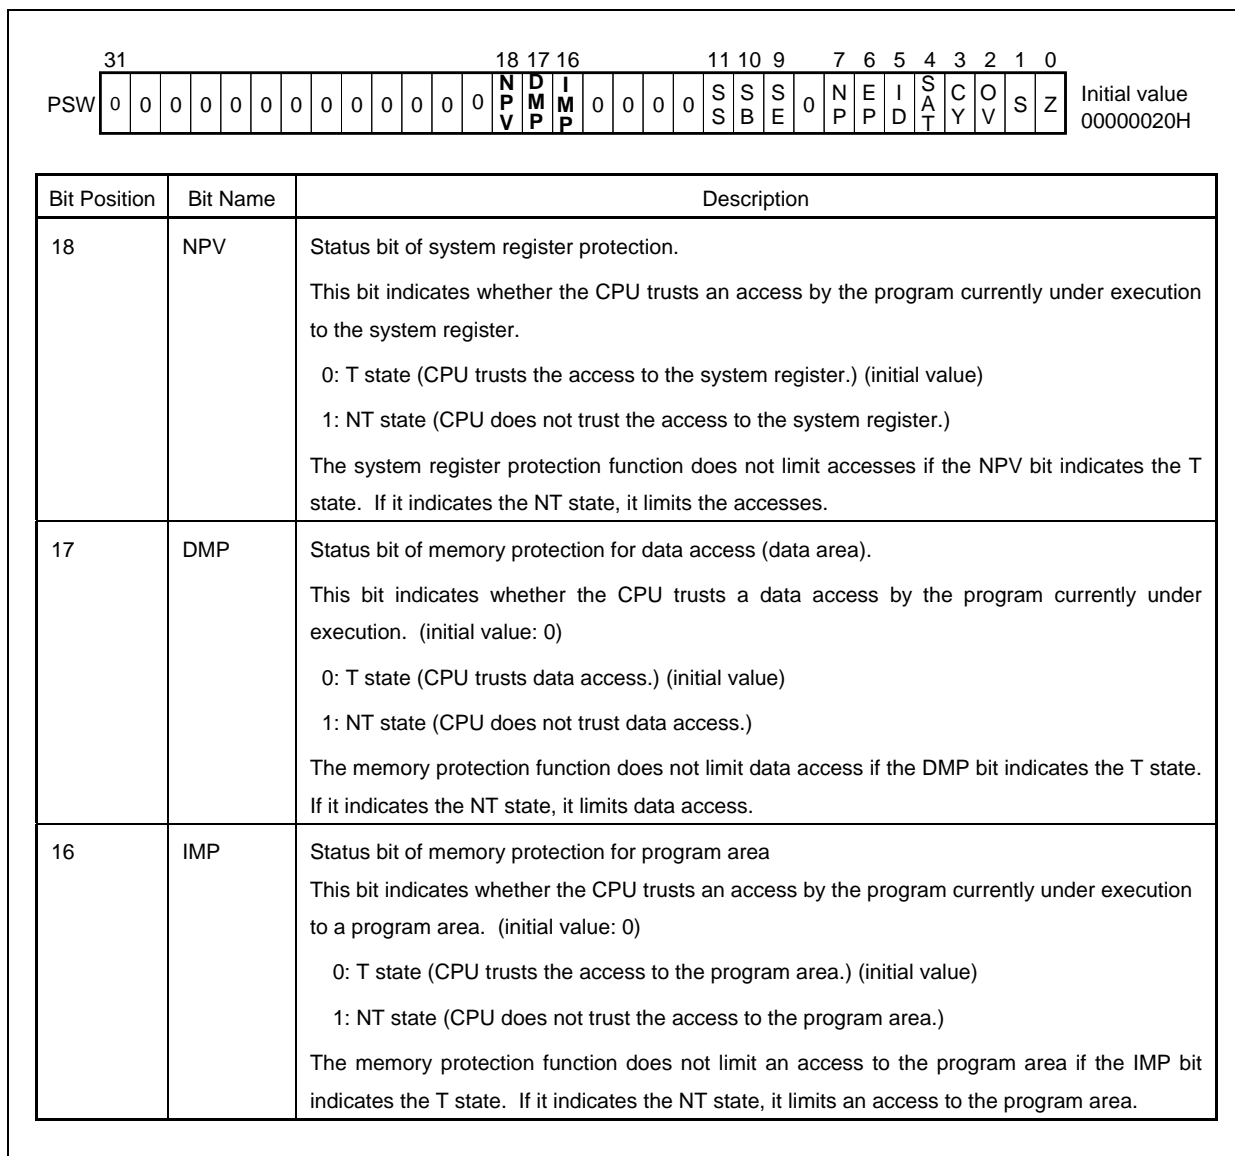 31 18 17 16 11 10 9 7 6 5 4 3 2 1 0
PSW 0 0 0 0 0 0 0 0 0 0 0 0 0 NPV DMP IMP 0 0 0 0 SS SB SE 0 NP EP ID SAT CY OV S Z Initial value
00000020H
Bit Position Bit Name Description
18 NPV Status bit of system register protection.
This bit indicates whether the CPU trusts an access by the program currently under execution
to the system register.
0: T state (CPU trusts the access to the system register.) (initial value)
1: NT state (CPU does not trust the access to the system register.)
The system register protection function does not limit accesses if the NPV bit indicates the T
state. If it indicates the NT state, it limits the accesses.
17 DMP Status bit of memory protection for data access (data area).
This bit indicates whether the CPU trusts a data access by the program currently under
execution. (initial value: 0)
0: T state (CPU trusts data access.) (initial value)
1: NT state (CPU does not trust data access.)
The memory protection function does not limit data access if the DMP bit indicates the T state.
If it indicates the NT state, it limits data access.
16 IMP Status bit of memory protection for program area
This bit indicates whether the CPU trusts an access by the program currently under execution
to a program area. (initial value: 0)
0: T state (CPU trusts the access to the program area.) (initial value)
1: NT state (CPU does not trust the access to the program area.)
The memory protection function does not limit an access to the program area if the IMP bit
indicates the T state. If it indicates the NT state, it limits an access to the program area.